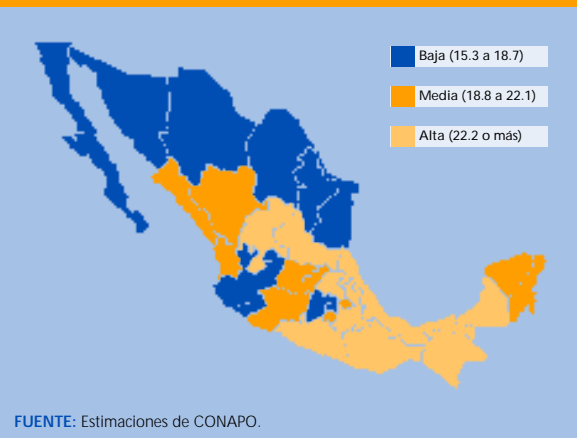 Baja (15.3 a 18.7)
Media (18.8 a 22.1)
Alta (22.2 o más)
FUENTE: Estimaciones de CONAPO.